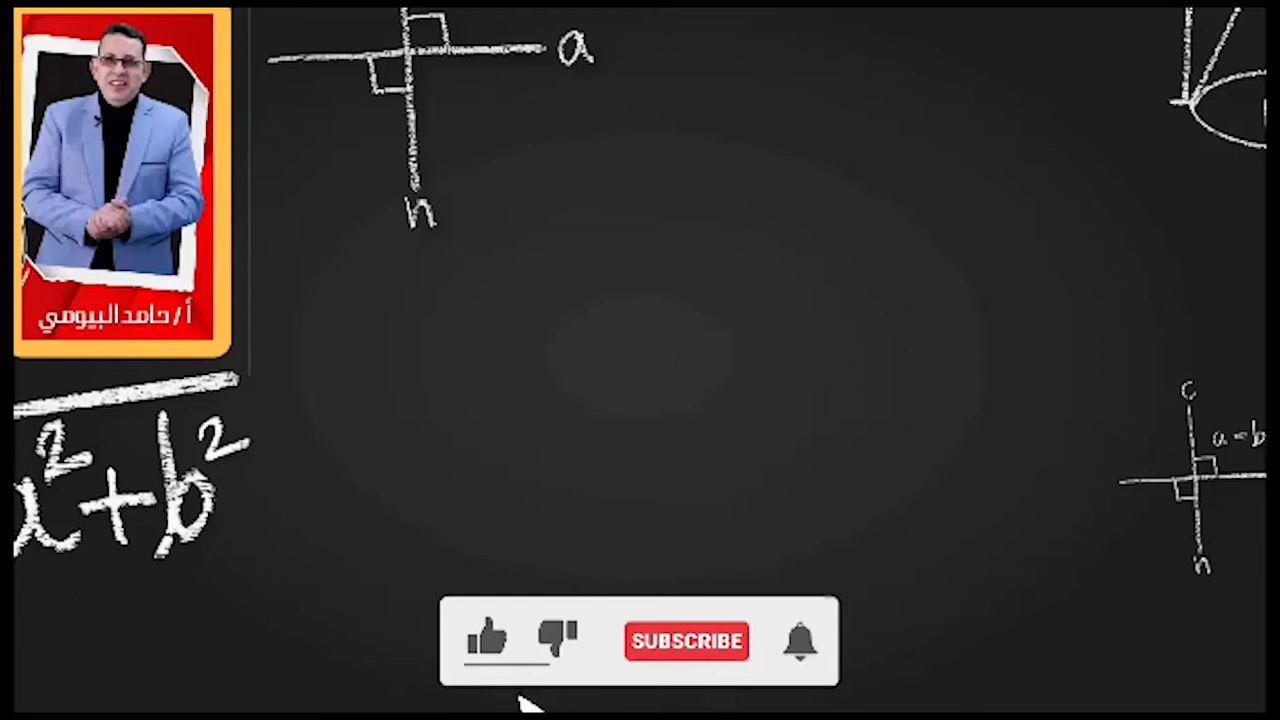 a
n
أ / حامد البيومي
a²+b²
c
a = b
n
SUBSCRIBE